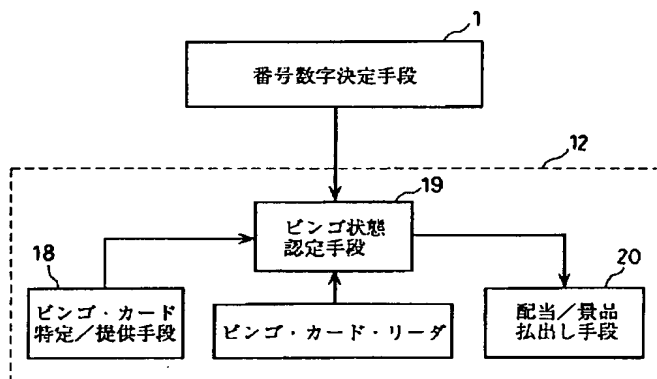 1
番号数字決定手段
12
19
ビンゴ状態
認定手段
18
ビンゴ・カード
特定/提供手段
ビンゴ・カード・リーダ
20
配当/景品
払出し手段